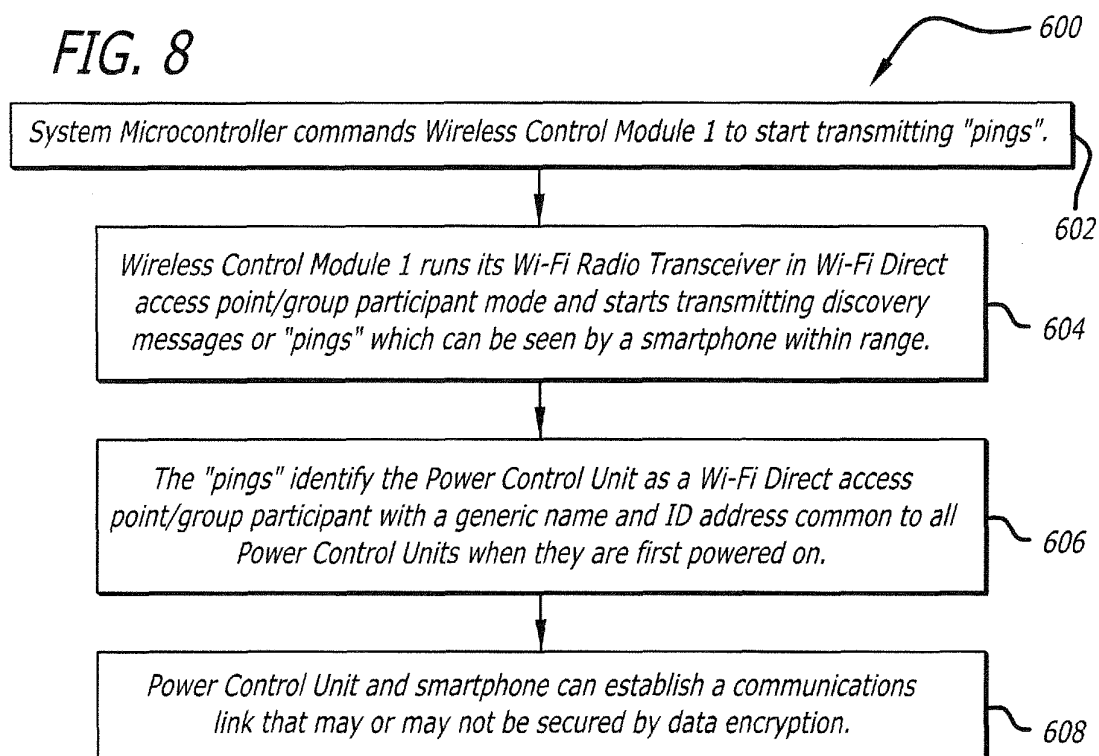 FIG. 8
600
System Microcontroller commands Wireless Control Module 1 to start transmitting "pings".
602
Wireless Control Module 1 runs its Wi-Fi Radio Transceiver in Wi-Fi Direct
access point/group participant mode and starts transmitting discovery
messages or "pings" which can be seen by a smartphone within range.
604
The "pings" identify the Power Control Unit as a Wi-Fi Direct access
point/group participant with a generic name and ID address common to all
Power Control Units when they are first powered on.
606
Power Control Unit and smartphone can establish a communications
link that may or may not be secured by data encryption.
608